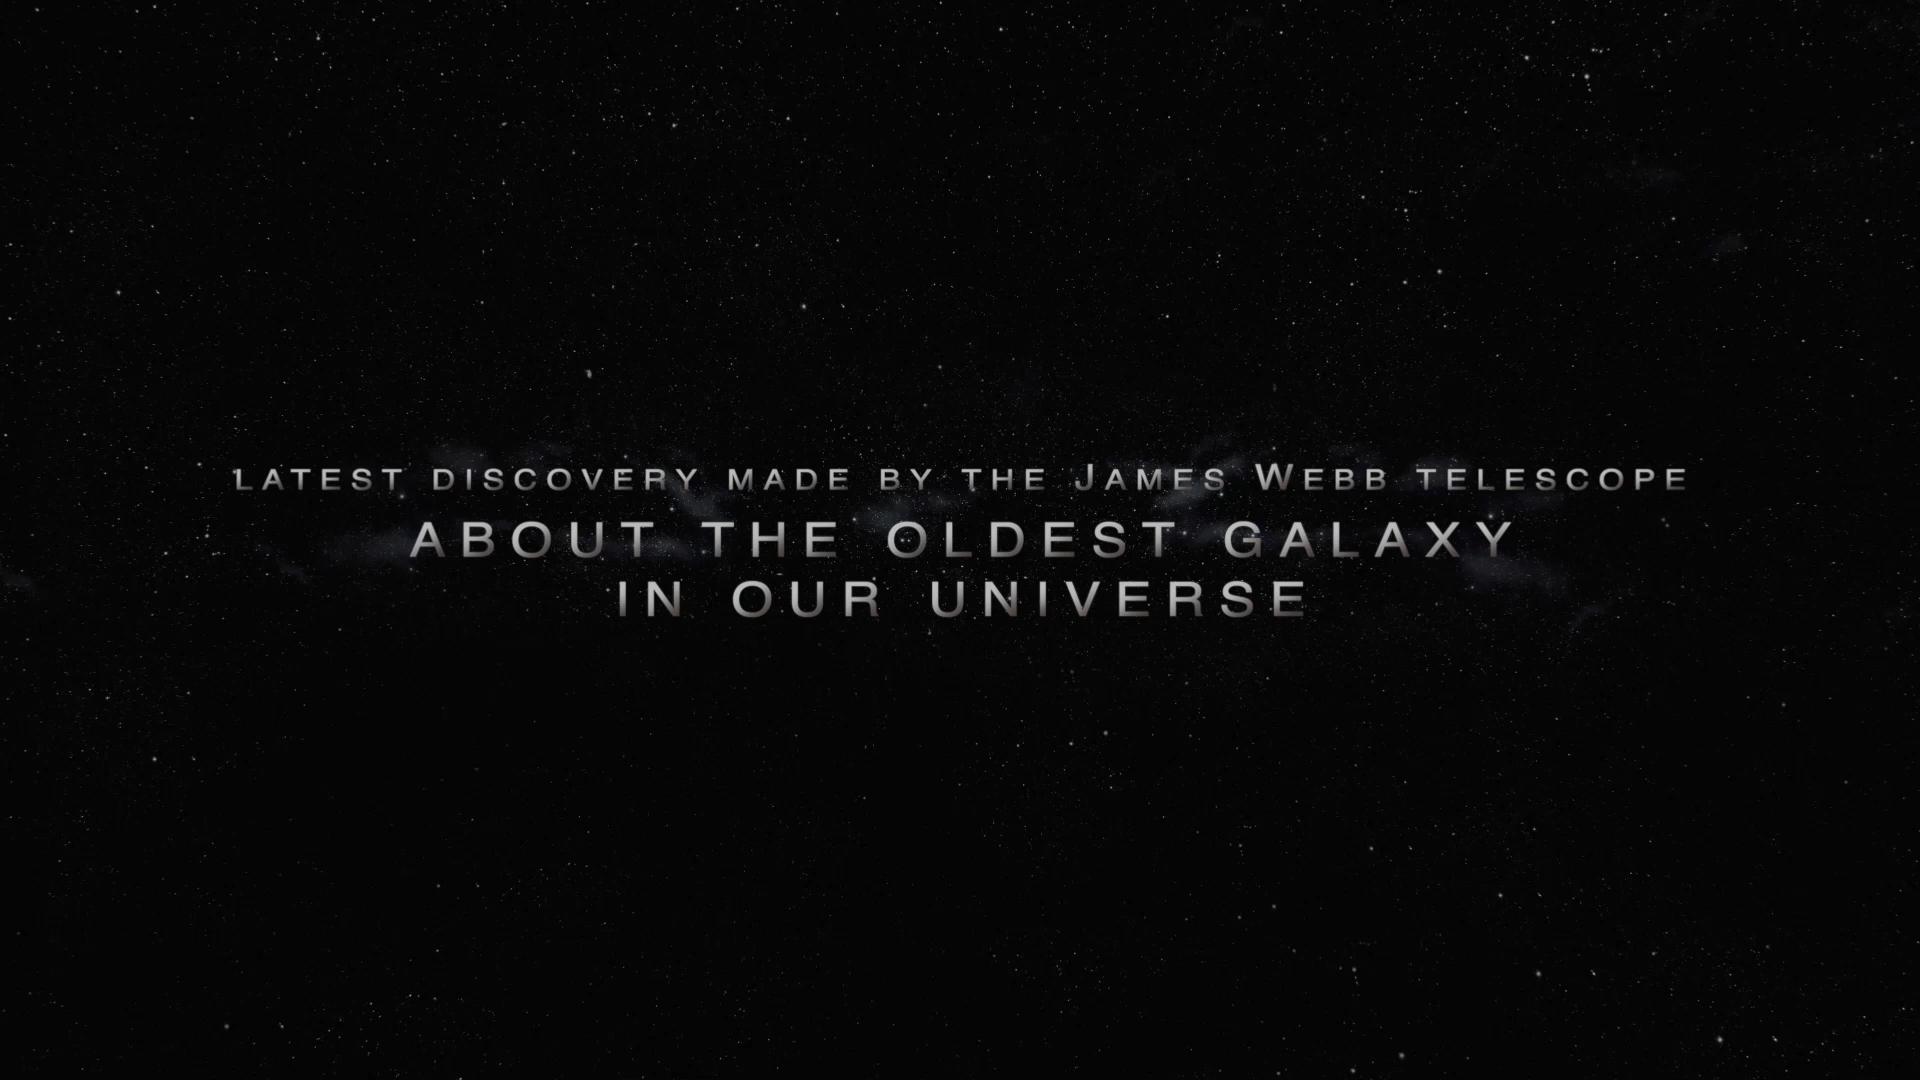 LATEST DISCOVERY MADE BY THE JAMES WEBB TELESCOPE
ABOUT THE OLDEST GALAXY
IN OUR UNIVERSE